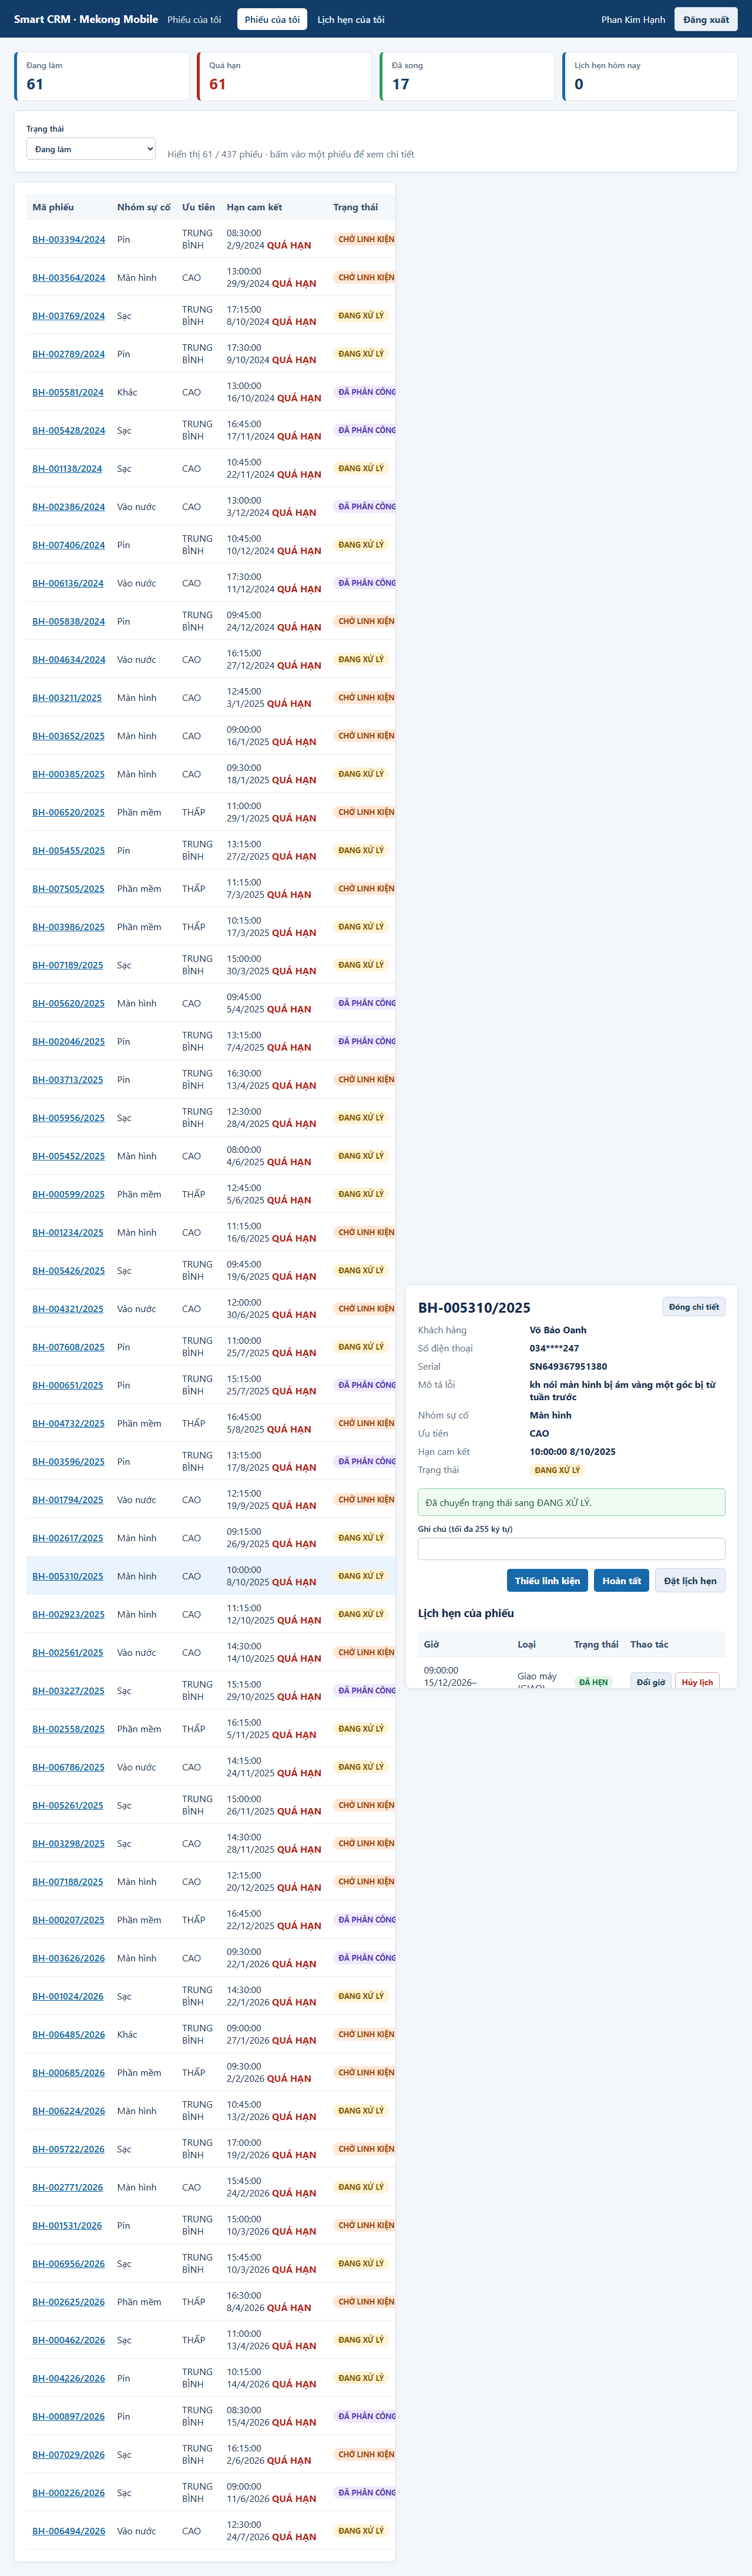 Smart CRM · Mekong Mobile Phiếu của tôi Phiếu của tôi Lịch hẹn của tôi Phan Kim Hạnh Đăng xuất
Đang làm
61
Quá hạn
61
Đã xong
17
Lịch hẹn hôm nay
0
Trạng thái
Đang làm
Hiển thị 61 / 437 phiếu · bấm vào một phiếu để xem chi tiết
Mã phiếu Nhóm sự cố Ưu tiên Hạn cam kết Trạng thái
BH-003394/2024 Pin TRUNG BÌNH 08:30:00 2/9/2024 QUÁ HẠN CHỜ LINH KIỆN
BH-003564/2024 Màn hình CAO 13:00:00 29/9/2024 QUÁ HẠN CHỜ LINH KIỆN
BH-003769/2024 Sạc TRUNG BÌNH 17:15:00 8/10/2024 QUÁ HẠN ĐANG XỬ LÝ
BH-002789/2024 Pin TRUNG BÌNH 17:30:00 9/10/2024 QUÁ HẠN ĐANG XỬ LÝ
BH-005581/2024 Khác CAO 13:00:00 16/10/2024 QUÁ HẠN ĐÃ PHÂN CÔNG
BH-005428/2024 Sạc TRUNG BÌNH 16:45:00 17/11/2024 QUÁ HẠN ĐÃ PHÂN CÔNG
BH-001138/2024 Sạc CAO 10:45:00 22/11/2024 QUÁ HẠN ĐANG XỬ LÝ
BH-002386/2024 Vào nước CAO 13:00:00 3/12/2024 QUÁ HẠN ĐÃ PHÂN CÔNG
BH-007406/2024 Pin TRUNG BÌNH 10:45:00 10/12/2024 QUÁ HẠN ĐANG XỬ LÝ
BH-006136/2024 Vào nước CAO 17:30:00 11/12/2024 QUÁ HẠN ĐÃ PHÂN CÔNG
BH-005838/2024 Pin TRUNG BÌNH 09:45:00 24/12/2024 QUÁ HẠN CHỜ LINH KIỆN
BH-004634/2024 Vào nước CAO 16:15:00 27/12/2024 QUÁ HẠN ĐANG XỬ LÝ
BH-003211/2025 Màn hình CAO 12:45:00 3/1/2025 QUÁ HẠN CHỜ LINH KIỆN
BH-003652/2025 Màn hình CAO 09:00:00 16/1/2025 QUÁ HẠN CHỜ LINH KIỆN
BH-000385/2025 Màn hình CAO 09:30:00 18/1/2025 QUÁ HẠN ĐANG XỬ LÝ
BH-006520/2025 Phần mềm THẤP 11:00:00 29/1/2025 QUÁ HẠN CHỜ LINH KIỆN
BH-005455/2025 Pin TRUNG BÌNH 13:15:00 27/2/2025 QUÁ HẠN ĐANG XỬ LÝ
BH-007505/2025 Phần mềm THẤP 11:15:00 7/3/2025 QUÁ HẠN CHỜ LINH KIỆN
BH-003986/2025 Phần mềm THẤP 10:15:00 17/3/2025 QUÁ HẠN ĐANG XỬ LÝ
BH-007189/2025 Sạc TRUNG BÌNH 15:00:00 30/3/2025 QUÁ HẠN ĐANG XỬ LÝ
BH-005620/2025 Màn hình CAO 09:45:00 5/4/2025 QUÁ HẠN ĐÃ PHÂN CÔNG
BH-002046/2025 Pin TRUNG BÌNH 13:15:00 7/4/2025 QUÁ HẠN ĐÃ PHÂN CÔNG
BH-003713/2025 Pin TRUNG BÌNH 16:30:00 13/4/2025 QUÁ HẠN CHỜ LINH KIỆN
BH-005956/2025 Sạc TRUNG BÌNH 12:30:00 28/4/2025 QUÁ HẠN ĐANG XỬ LÝ
BH-005452/2025 Màn hình CAO 08:00:00 4/6/2025 QUÁ HẠN ĐANG XỬ LÝ
BH-000599/2025 Phần mềm THẤP 12:45:00 5/6/2025 QUÁ HẠN ĐANG XỬ LÝ
BH-001234/2025 Màn hình CAO 11:15:00 16/6/2025 QUÁ HẠN CHỜ LINH KIỆN
BH-005426/2025 Sạc TRUNG BÌNH 09:45:00 19/6/2025 QUÁ HẠN ĐANG XỬ LÝ
BH-004321/2025 Vào nước CAO 12:00:00 30/6/2025 QUÁ HẠN CHỜ LINH KIỆN
BH-007608/2025 Pin TRUNG BÌNH 11:00:00 25/7/2025 QUÁ HẠN ĐANG XỬ LÝ
BH-000651/2025 Pin TRUNG BÌNH 15:15:00 25/7/2025 QUÁ HẠN ĐÃ PHÂN CÔNG
BH-004732/2025 Phần mềm THẤP 16:45:00 5/8/2025 QUÁ HẠN CHỜ LINH KIỆN
BH-003596/2025 Pin TRUNG BÌNH 13:15:00 17/8/2025 QUÁ HẠN ĐÃ PHÂN CÔNG
BH-001794/2025 Vào nước CAO 12:15:00 19/9/2025 QUÁ HẠN CHỜ LINH KIỆN
BH-002617/2025 Màn hình CAO 09:15:00 26/9/2025 QUÁ HẠN ĐANG XỬ LÝ
BH-005310/2025 Màn hình CAO 10:00:00 8/10/2025 QUÁ HẠN ĐANG XỬ LÝ
BH-002923/2025 Màn hình CAO 11:15:00 12/10/2025 QUÁ HẠN ĐANG XỬ LÝ
BH-002561/2025 Vào nước CAO 14:30:00 14/10/2025 QUÁ HẠN CHỜ LINH KIỆN
BH-003227/2025 Sạc TRUNG BÌNH 15:15:00 29/10/2025 QUÁ HẠN ĐÃ PHÂN CÔNG
BH-002558/2025 Phần mềm THẤP 16:15:00 5/11/2025 QUÁ HẠN ĐANG XỬ LÝ
BH-006786/2025 Vào nước CAO 14:15:00 24/11/2025 QUÁ HẠN ĐANG XỬ LÝ
BH-005261/2025 Sạc TRUNG BÌNH 15:00:00 26/11/2025 QUÁ HẠN CHỜ LINH KIỆN
BH-003298/2025 Sạc CAO 14:30:00 28/11/2025 QUÁ HẠN CHỜ LINH KIỆN
BH-007188/2025 Màn hình CAO 12:15:00 20/12/2025 QUÁ HẠN CHỜ LINH KIỆN
BH-000207/2025 Phần mềm THẤP 16:45:00 22/12/2025 QUÁ HẠN ĐÃ PHÂN CÔNG
BH-003626/2026 Màn hình CAO 09:30:00 22/1/2026 QUÁ HẠN ĐÃ PHÂN CÔNG
BH-001024/2026 Sạc TRUNG BÌNH 14:30:00 22/1/2026 QUÁ HẠN ĐANG XỬ LÝ
BH-006485/2026 Khác TRUNG BÌNH 09:00:00 27/1/2026 QUÁ HẠN CHỜ LINH KIỆN
BH-000685/2026 Phần mềm THẤP 09:30:00 2/2/2026 QUÁ HẠN CHỜ LINH KIỆN
BH-006224/2026 Màn hình TRUNG BÌNH 10:45:00 13/2/2026 QUÁ HẠN ĐANG XỬ LÝ
BH-005722/2026 Sạc TRUNG BÌNH 17:00:00 19/2/2026 QUÁ HẠN CHỜ LINH KIỆN
BH-002771/2026 Màn hình CAO 15:45:00 24/2/2026 QUÁ HẠN ĐANG XỬ LÝ
BH-001531/2026 Pin TRUNG BÌNH 15:00:00 10/3/2026 QUÁ HẠN CHỜ LINH KIỆN
BH-006956/2026 Sạc TRUNG BÌNH 15:45:00 10/3/2026 QUÁ HẠN ĐANG XỬ LÝ
BH-002625/2026 Phần mềm THẤP 16:30:00 8/4/2026 QUÁ HẠN CHỜ LINH KIỆN
BH-000462/2026 Sạc THẤP 11:00:00 13/4/2026 QUÁ HẠN ĐANG XỬ LÝ
BH-004226/2026 Pin TRUNG BÌNH 10:15:00 14/4/2026 QUÁ HẠN ĐANG XỬ LÝ
BH-000897/2026 Pin TRUNG BÌNH 08:30:00 15/4/2026 QUÁ HẠN ĐÃ PHÂN CÔNG
BH-007029/2026 Sạc TRUNG BÌNH 16:15:00 2/6/2026 QUÁ HẠN CHỜ LINH KIỆN
BH-000226/2026 Sạc TRUNG BÌNH 09:00:00 11/6/2026 QUÁ HẠN ĐÃ PHÂN CÔNG
BH-006494/2026 Vào nước CAO 12:30:00 24/7/2026 QUÁ HẠN ĐANG XỬ LÝ
BH-005310/2025 Đóng chi tiết
Khách hàng Võ Bảo Oanh
Số điện thoại 034****247
Serial SN649367951380
Mô tả lỗi kh nói màn hình bị ám vàng một góc bị từ
tuần trước
Nhóm sự cố Màn hình
Ưu tiên CAO
Hạn cam kết 10:00:00 8/10/2025
Trạng thái ĐANG XỬ LÝ
Đã chuyển trạng thái sang ĐANG XỬ LÝ.
Ghi chú (tối đa 255 ký tự)
Thiếu linh kiện Hoàn tất Đặt lịch hẹn
Lịch hẹn của phiếu
Giờ Loại Trạng thái Thao tác
09:00:00
15/12/2026– Giao máy (GIAO) ĐÃ HẸN Đổi giờ Hủy lịch